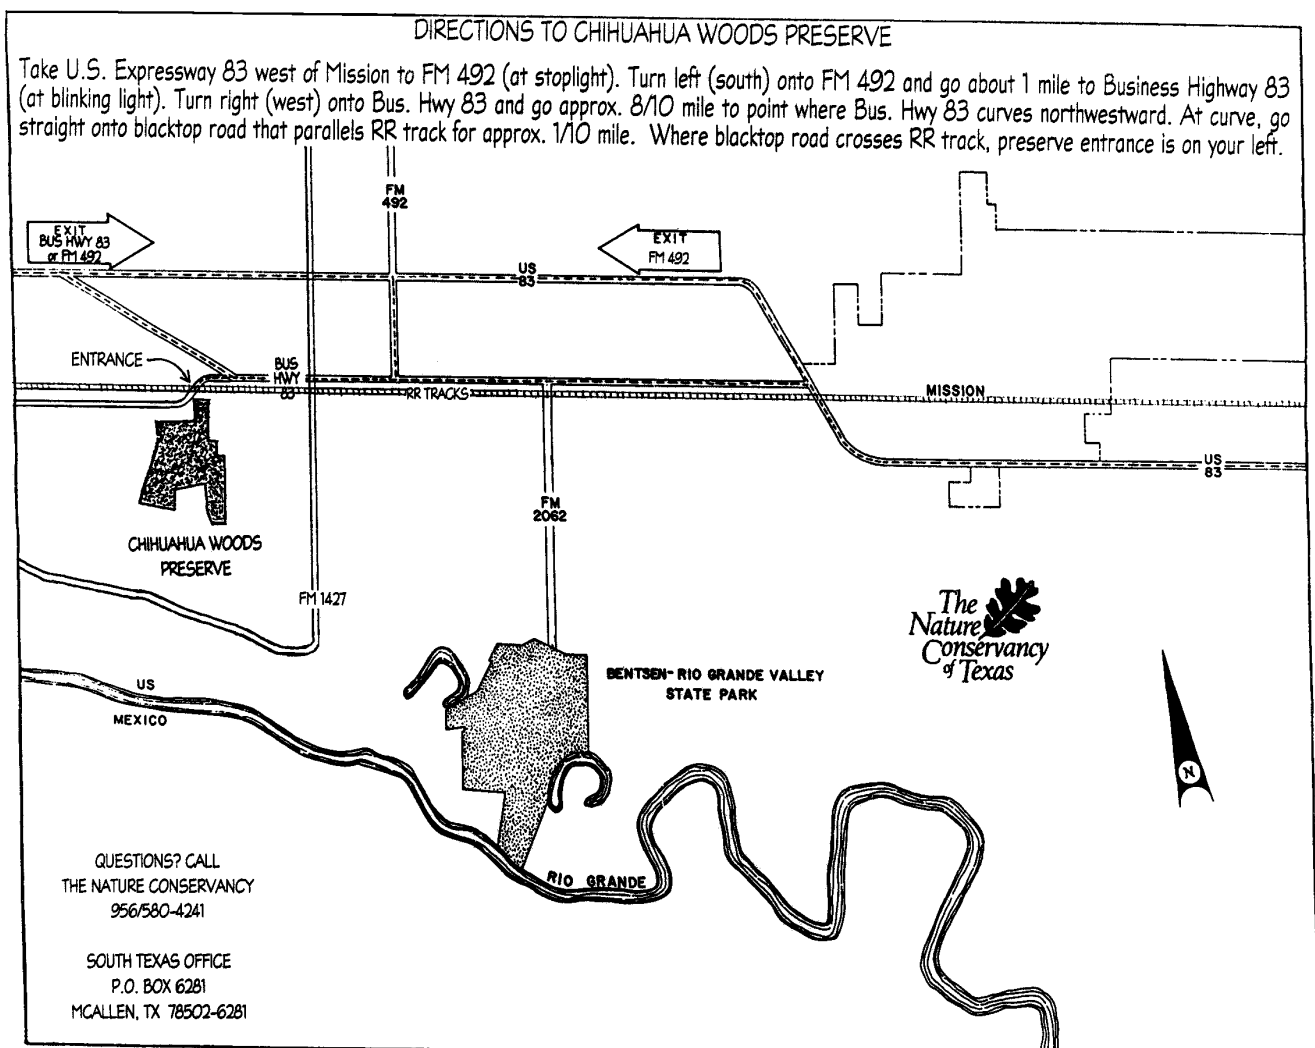 DIRECTIONS TO CHIHUAHUA WOODS PRESERVE
Take U.S. Expressway 83 west of Mission to FM 492 (at stoplight). Turn left (south) onto FM 492 and go about 1 mile to Business Highway 83
(at blinking light). Turn right (west) onto Bus. Hwy 83 and go approx. 8/10 mile to point where Bus. Hwy 83 curves northwestward. At curve, go
straight onto blacktop road that parallels RR track for approx. 1/10 mile. Where blacktop road crosses RR track, preserve entrance is on your left.
FM
492
EXIT
BUS HWY 83
or FM 492
EXIT
FM 492
US
83
ENTRANCE
BUS
HWY
83
RR TRACKS
MISSION
US
83
FM
2062
CHIHUAHUA WOODS
PRESERVE
FM 1427
The
Nature
Conservancy
of Texas
BENTSEN-RIO GRANDE VALLEY
STATE PARK
US
MEXICO
N
RIO GRANDE
QUESTIONS? CALL
THE NATURE CONSERVANCY
956/580-4241
SOUTH TEXAS OFFICE
P.O. BOX 6281
MCALLEN, TX 78502-6281